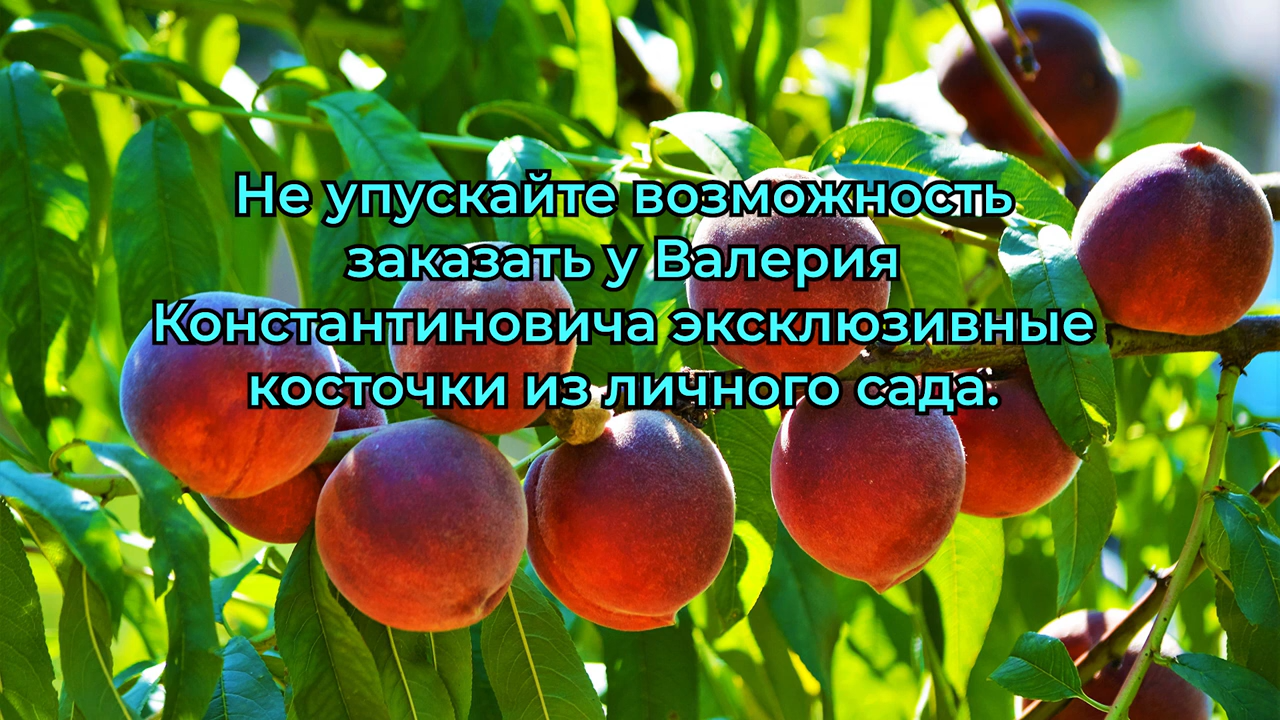 Не упускайте возможность
заказать у Валерия
Константиновича эксклюзивные
косточки из личного сада.